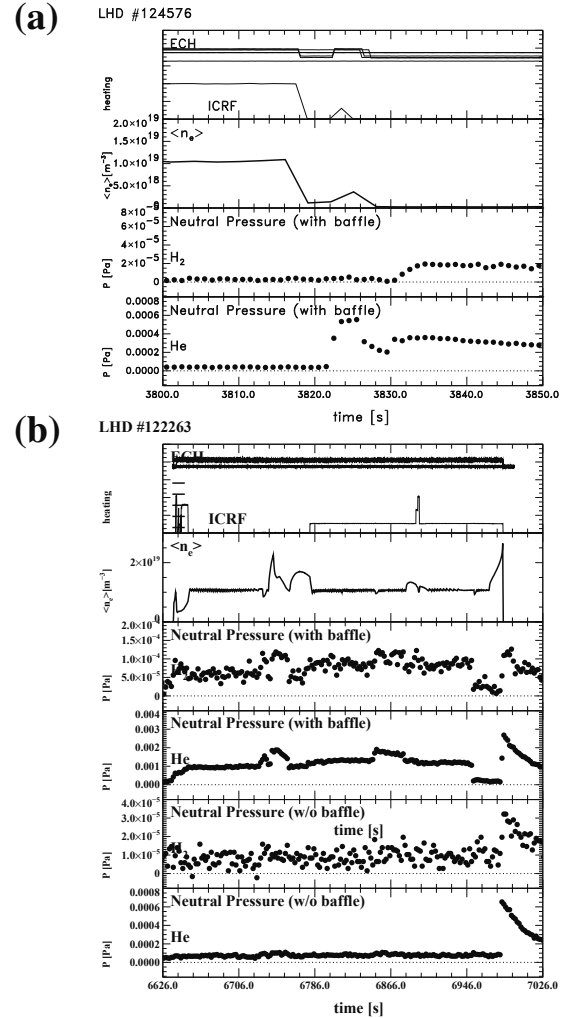 (a) LHD #124576
ECH
heating
ICRF
2.0×10¹⁹
<nₑ>
1.5×10¹⁹
<nₑ>[m⁻³]
1.0×10¹⁹
5.0×10¹⁸
8×10⁻⁵
Neutral Pressure (with baffle)
6×10⁻⁵
P [Pa]
4×10⁻⁵
H₂
2×10⁻⁵
0
0.0008
Neutral Pressure (with baffle)
0.0006
P [Pa]
0.0004
He
0.0002
0.0000
3800.0 3810.0 3820.0 3830.0 3840.0 3850.0
time [s]
(b) LHD #122263
ECH
heating
ICRF
<nₑ>
<nₑ>[m⁻³]
2×10¹⁹
0
2.0×10⁻⁴
Neutral Pressure (with baffle)
1.5×10⁻⁴
P [Pa]
1.0×10⁻⁴
5.0×10⁻⁵
0
0.004
Neutral Pressure (with baffle)
0.003
P [Pa]
0.002
He
0.001
0.000
4.0×10⁻⁵
Neutral Pressure (w/o baffle)
3.0×10⁻⁵
time [s]
P [Pa]
2.0×10⁻⁵
H₂
1.0×10⁻⁵
0
0.0008
Neutral Pressure (w/o baffle)
0.0006
P [Pa]
0.0004
He
0.0002
0.0000
6626.0 6706.0 6786.0 6866.0 6946.0 7026.0
time [s]